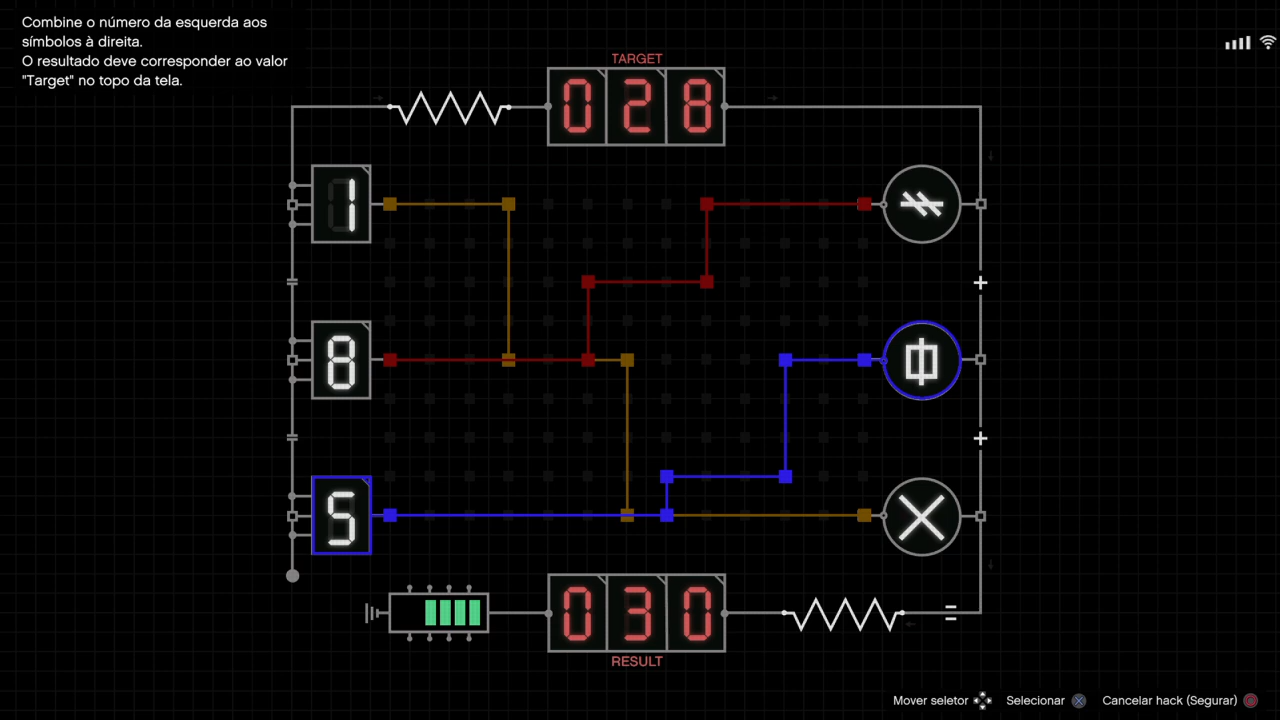 Combine o número da esquerda aos
símbolos à direita.
O resultado deve corresponder ao valor
"Target" no topo da tela.
TARGET
028
1
8
+
+
5
030
=
RESULT
Mover seletor
Selecionar
Cancelar hack (Segurar)